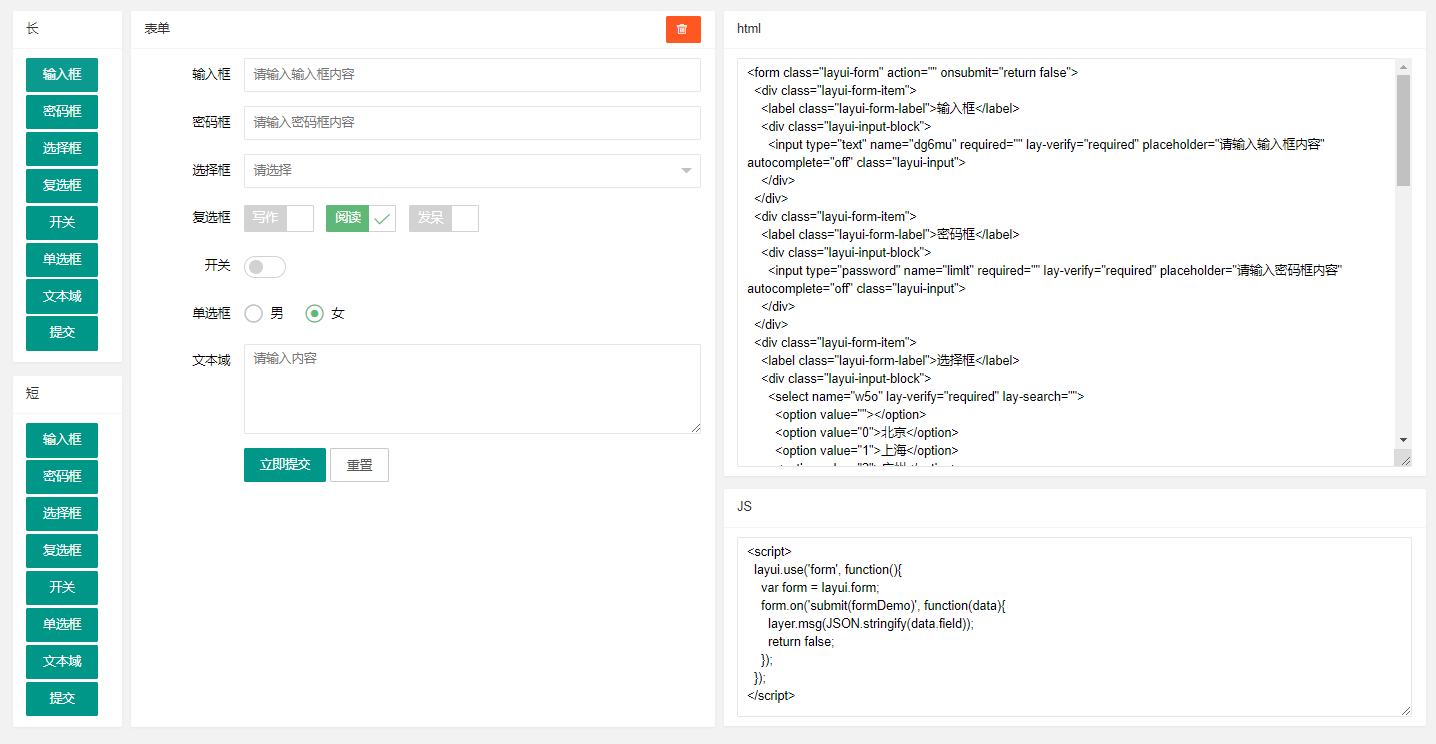 长
输入框
密码框
选择框
复选框
开关
单选框
文本域
提交
短
输入框
密码框
选择框
复选框
开关
单选框
文本域
提交
表单
输入框 请输入输入框内容
密码框 请输入密码框内容
选择框 请选择
复选框 写作 阅读 发呆
开关
单选框 男 女
文本域 请输入内容
立即提交 重置
html
<form class="layui-form" action="" onsubmit="return false">
  <div class="layui-form-item">
    <label class="layui-form-label">输入框</label>
    <div class="layui-input-block">
      <input type="text" name="dg6mu" required="" lay-verify="required" placeholder="请输入输入框内容"
autocomplete="off" class="layui-input">
    </div>
  </div>
  <div class="layui-form-item">
    <label class="layui-form-label">密码框</label>
    <div class="layui-input-block">
      <input type="password" name="limlt" required="" lay-verify="required" placeholder="请输入密码框内容"
autocomplete="off" class="layui-input">
    </div>
  </div>
  <div class="layui-form-item">
    <label class="layui-form-label">选择框</label>
    <div class="layui-input-block">
      <select name="w5o" lay-verify="required" lay-search="">
        <option value=""></option>
        <option value="0">北京</option>
        <option value="1">上海</option>
        <option value="2">广州</option>
JS
<script>
  layui.use('form', function(){
    var form = layui.form;
    form.on('submit(formDemo)', function(data){
      layer.msg(JSON.stringify(data.field));
      return false;
    });
  });
</script>